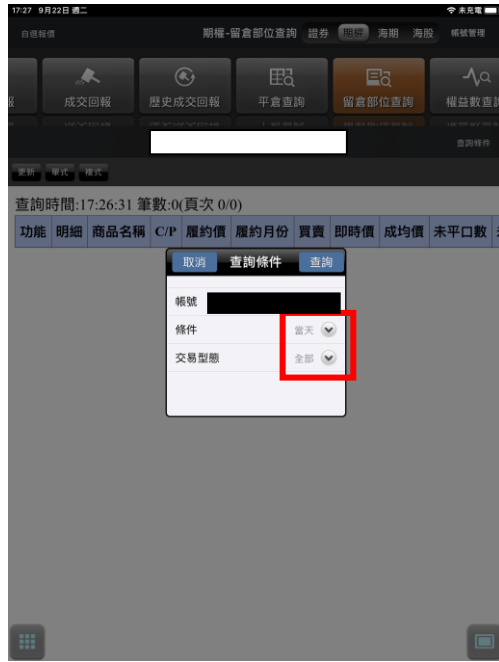 17:27 9月22日 週二
未充電
自選報價
期權-留倉部位查詢 證券 期權 海期 海股 帳號管理
成交回報 歷史成交回報 平倉查詢 留倉部位查詢 權益數查詢
查詢條件
更新 單式 複式
查詢時間:17:26:31 筆數:0(頁次 0/0)
功能 明細 商品名稱 C/P 履約價 履約月份 買賣 即時價 成均價 未平口數
取消 查詢條件 查詢
帳號
條件 當天
交易型態 全部